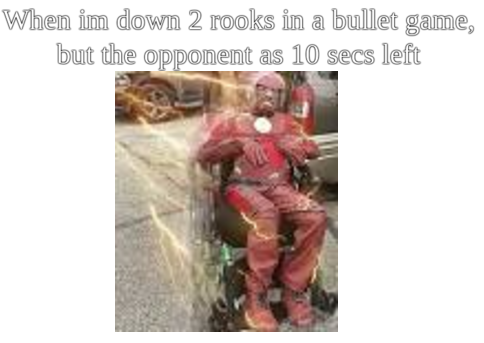 When im down 2 rooks in a bullet game,
but the opponent as 10 secs left